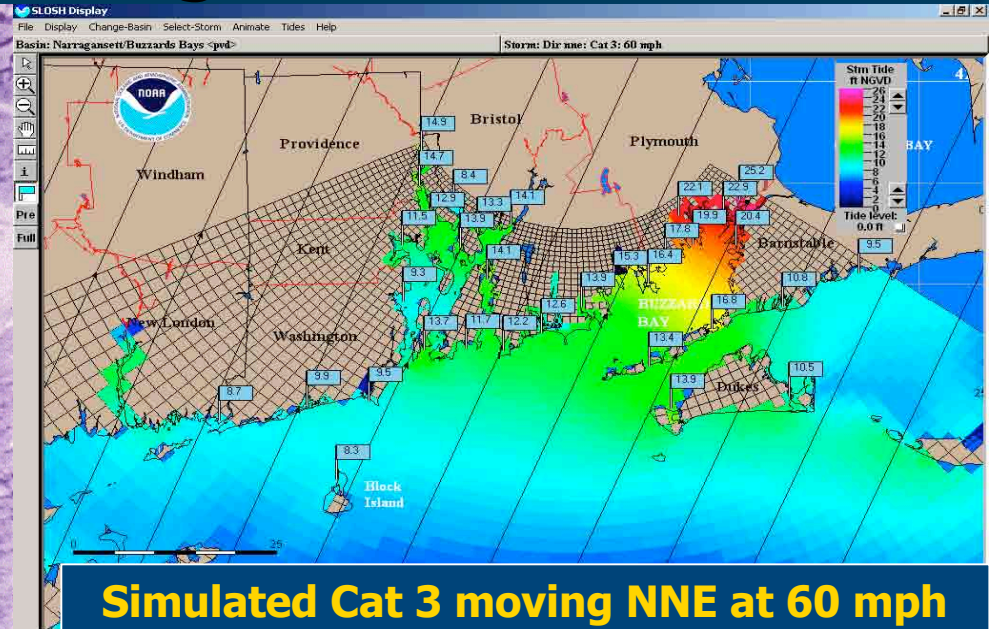 SLOSH Display
File Display Change-Basin Select-Storm Animate Tides Help
Basin: Narragansett/Buzzards Bays <pvd>
Storm: Dir nne: Cat 3: 60 mph
NOAA
Pre
Full
Windham
Providence
Bristol
Plymouth
Kent
New London
Washington
Barnstable
Dukes
BAY
BAY
Block
Island
Stm Tide
ft NGVD
26
24
22
20
18
16
14
12
10
8
6
4
2
0
Tide level:
0.0 ft
4
14.9
14.7
8.4
12.9
13.3
14.1
11.5
13.9
14.1
9.3
13.7
11.7
12.2
12.6
13.9
15.3
16.4
17.8
22.1
19.9
22.9
25.2
20.4
9.5
10.8
16.8
13.4
13.9
10.5
8.7
9.9
9.5
8.3
0
25
Simulated Cat 3 moving NNE at 60 mph